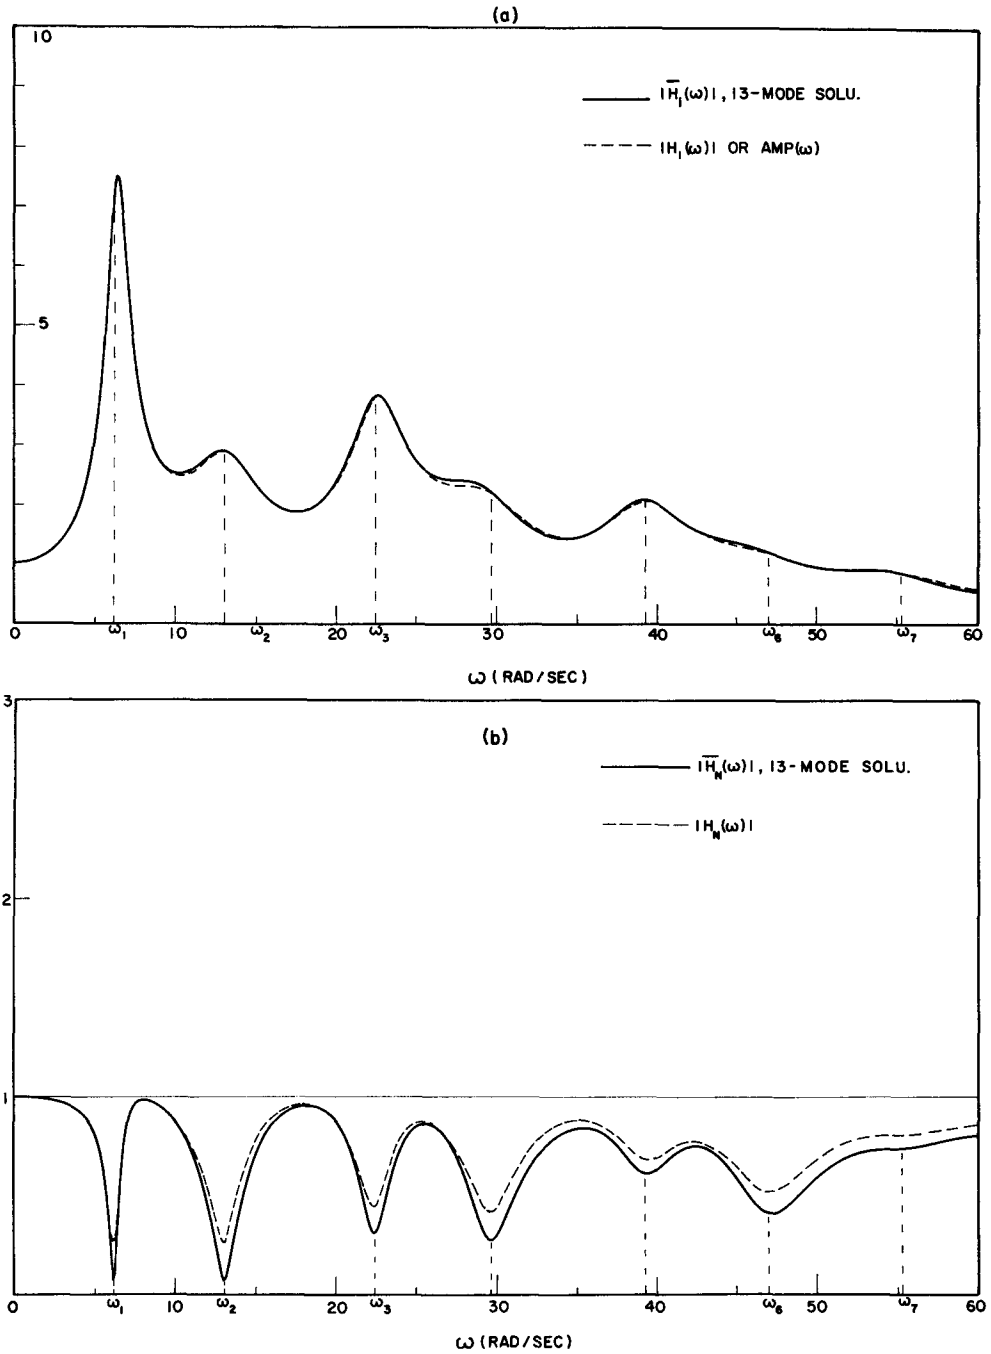 (a)
10
|H̅₁(ω)|, 13-MODE SOLU.
|H₁(ω)| OR AMP(ω)
5
0 ω₁ 10 ω₂ 20 ω₃ 30 40 ω₆ 50 ω₇ 60
ω (RAD/SEC)
3
(b)
|H̅_N(ω)|, 13-MODE SOLU.
|H_N(ω)|
2
1
0 ω₁ 10 ω₂ 20 ω₃ 30 40 ω₆ 50 ω₇ 60
ω (RAD/SEC)